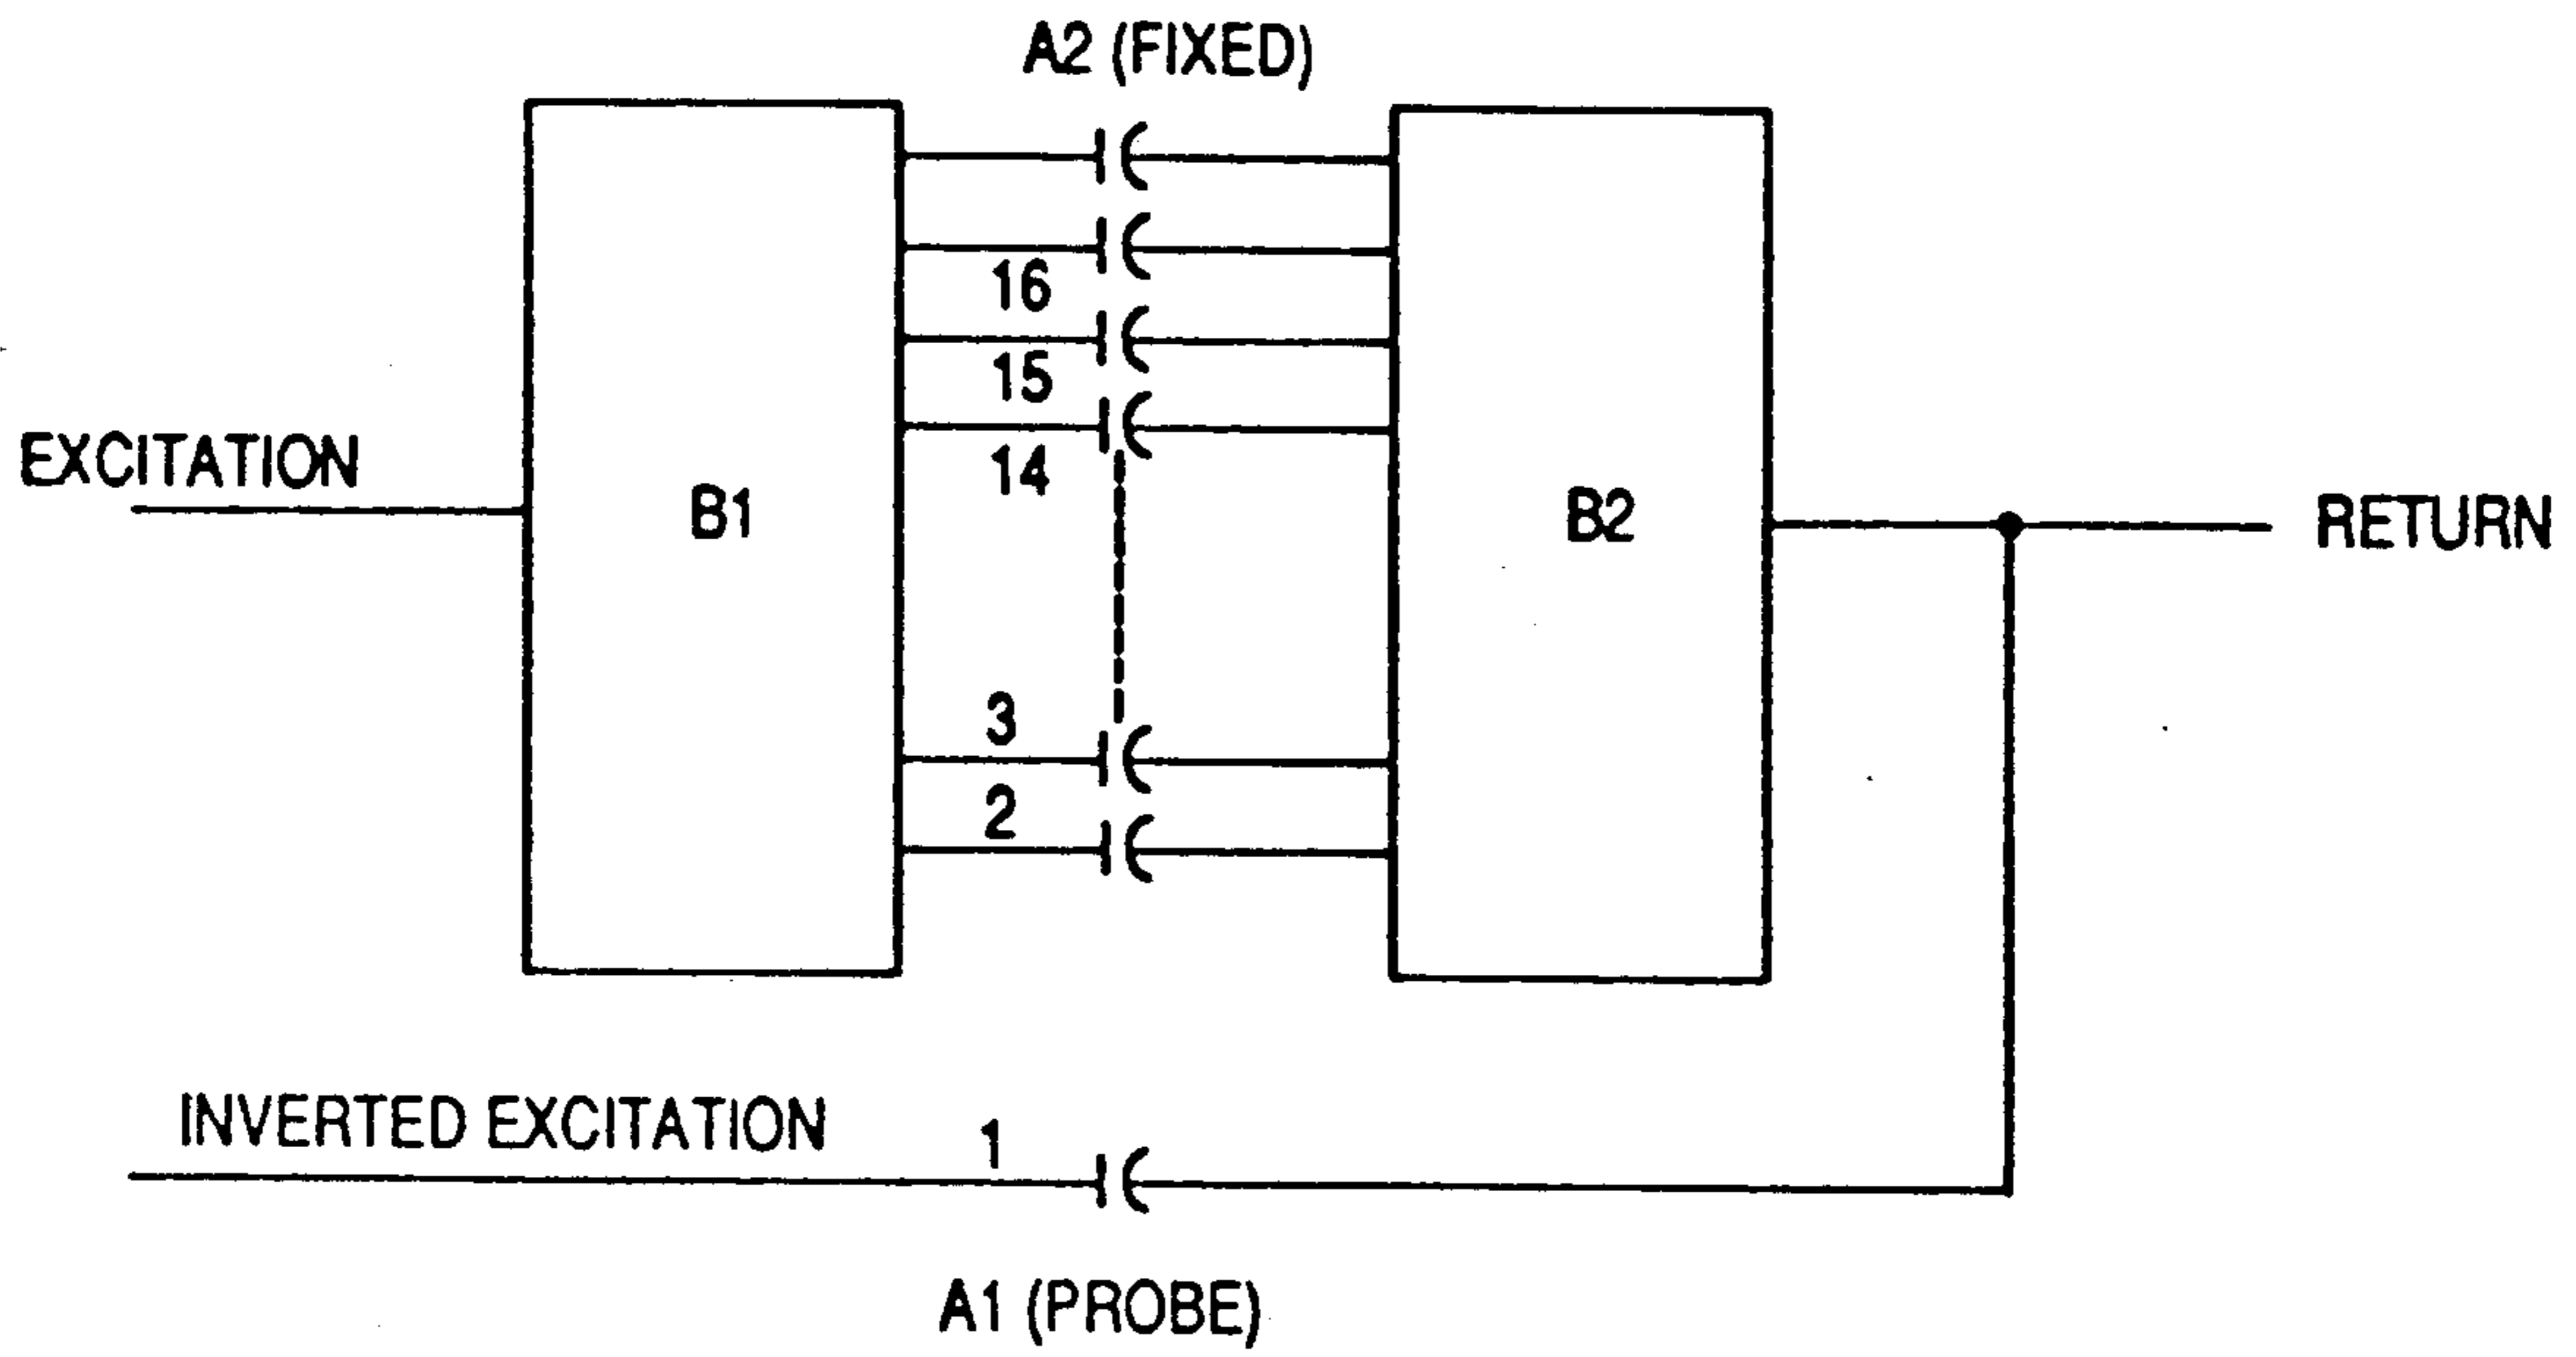 A2 (FIXED)
16
15
14
EXCITATION
B1
B2
RETURN
3
2
INVERTED EXCITATION
1
A1 (PROBE)